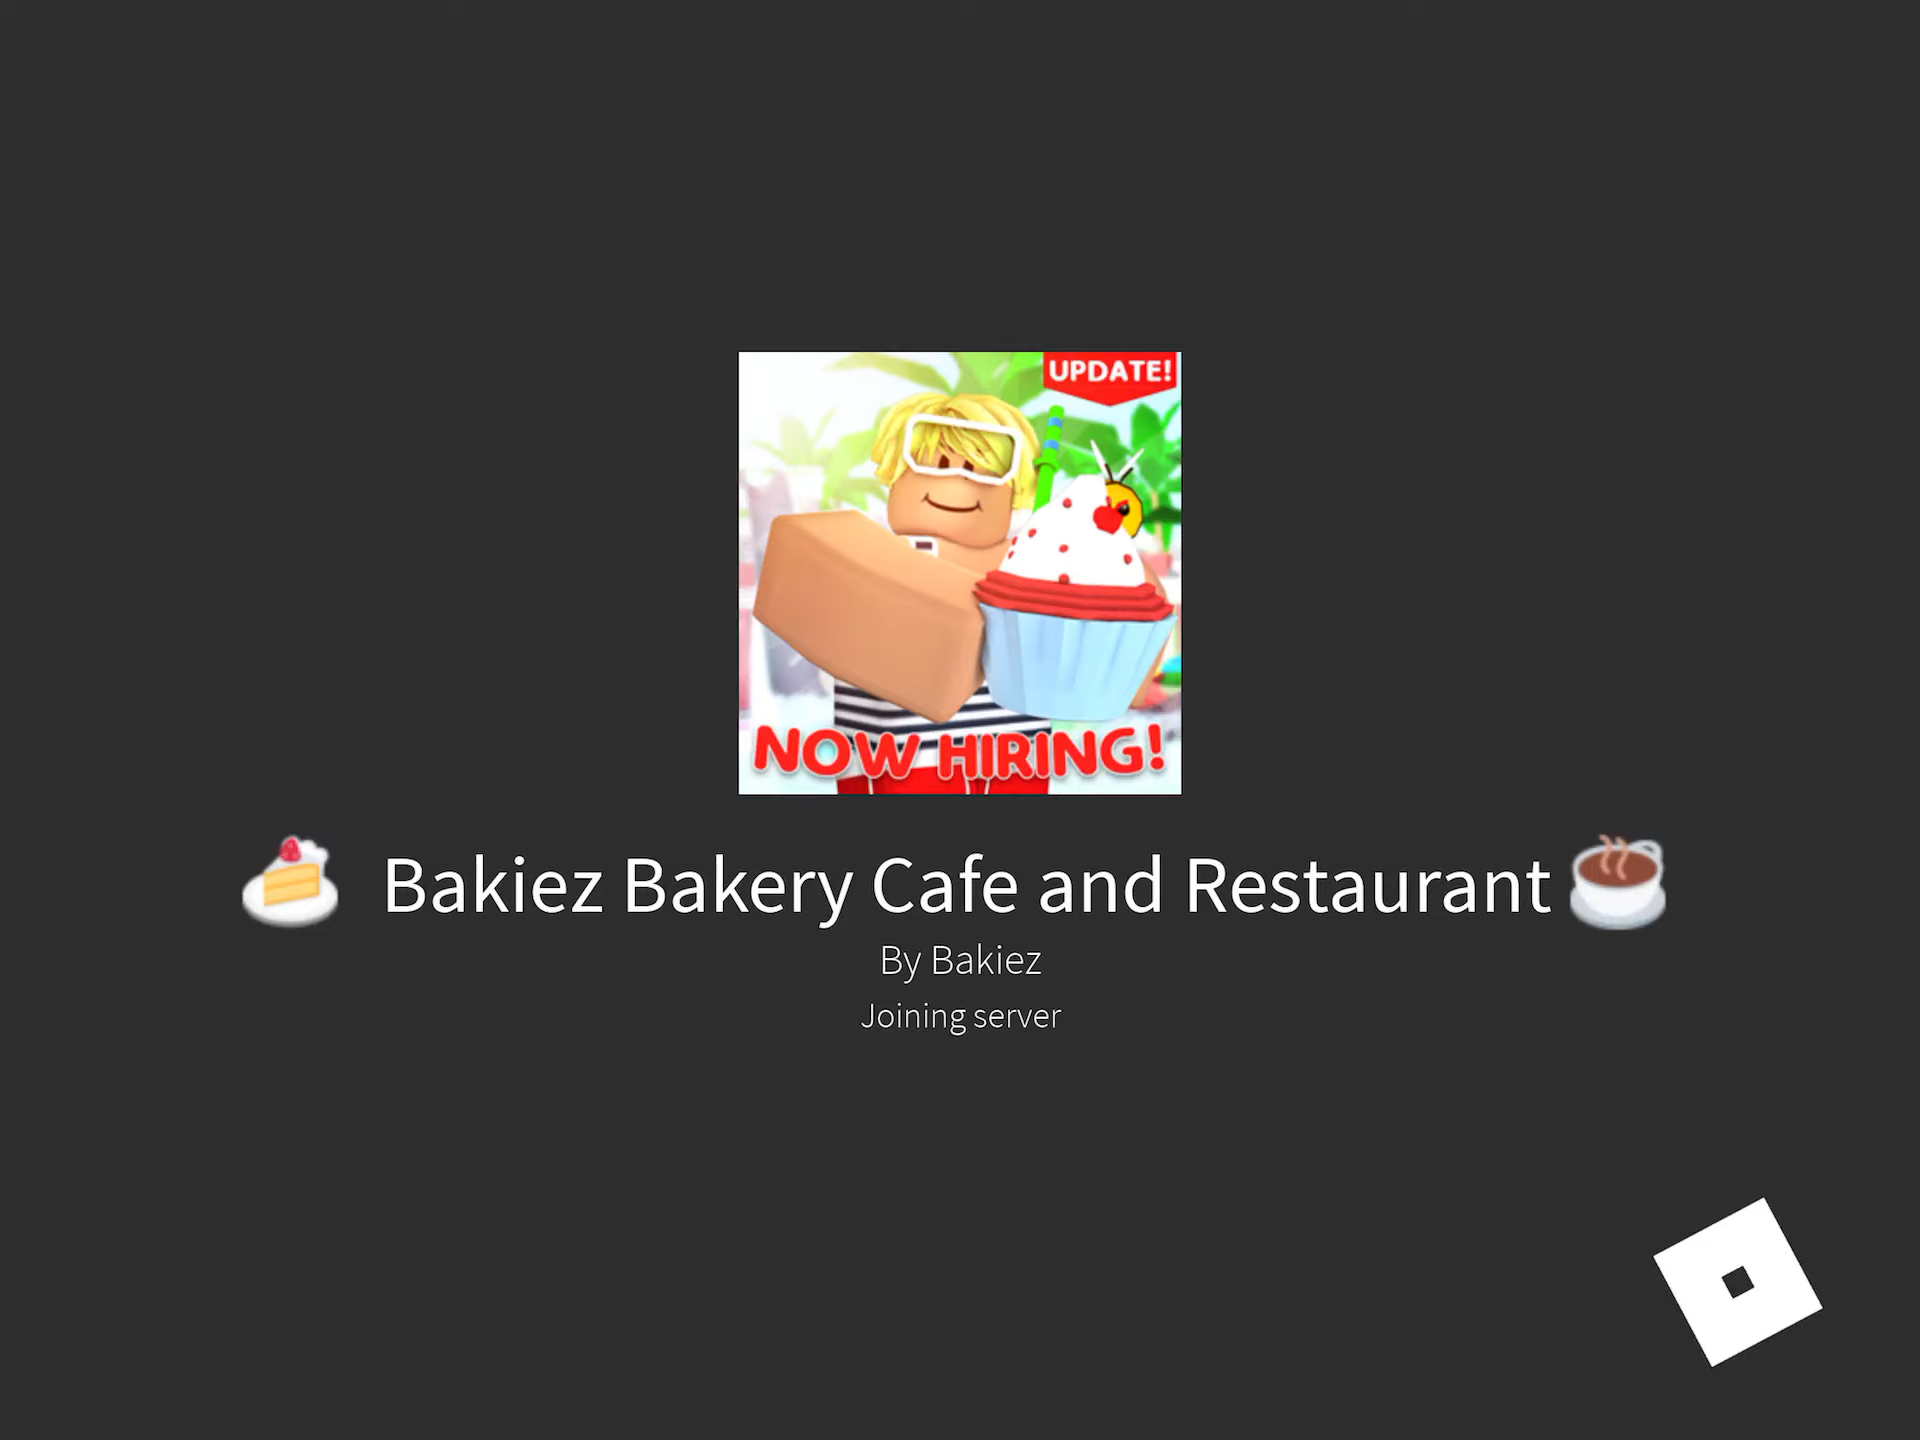 UPDATE!
NOW HIRING!
🍰 Bakiez Bakery Cafe and Restaurant ☕
By Bakiez
Joining server